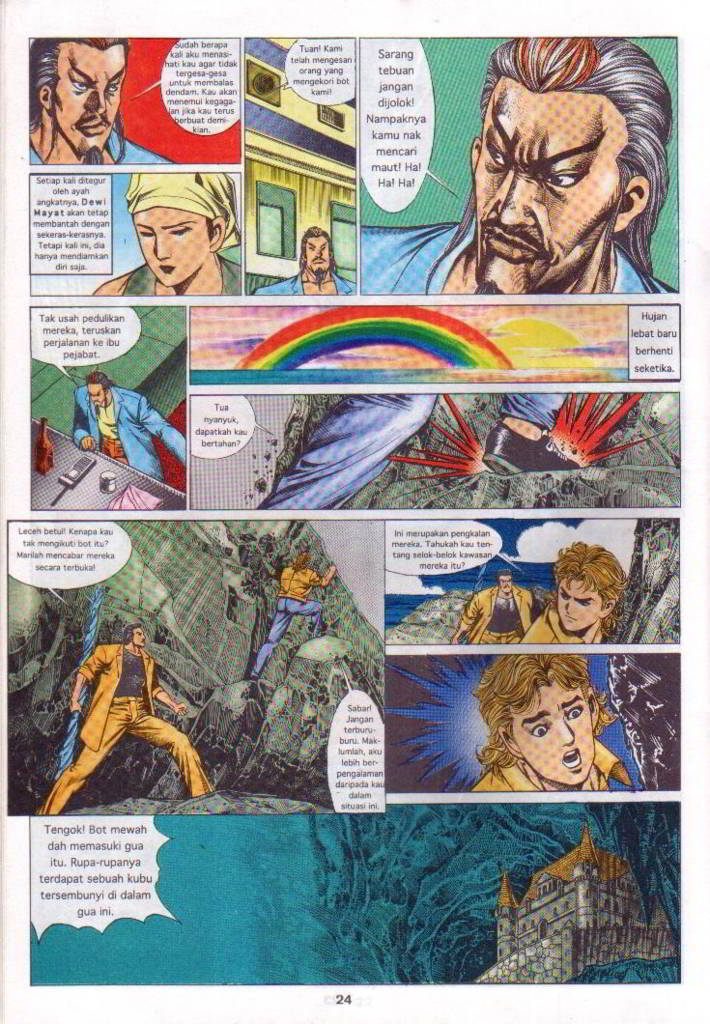 Sudah berapa
kali aku menasi-
hati kau agar tidak
tergesa-gesa
untuk membalas
dendam. Kau akan
menemui kegaga-
lan jika kau terus
berbuat demi-
kian.
Tuan! Kami
telah mengesan
orang yang
mengekori bot
kami!
Sarang
tebuan
jangan
dijolok!
Nampaknya
kamu nak
mencari
maut! Ha!
Ha! Ha!
Setiap kali ditegur
oleh ayah
angkatnya, Dewi
Mayat akan tetap
membantah dengan
sekeras-kerasnya.
Tetapi kali ini, dia
hanya mendiamkan
diri saja.
Tak usah pedulikan
mereka, teruskan
perjalanan ke ibu
pejabat.
Hujan
lebat baru
berhenti
seketika.
Tua
nyanyuk,
dapatkah kau
bertahan?
Leceh betul! Kenapa kau
tak mengikuti bot itu?
Marilah mencabar mereka
secara terbuka!
Sabar!
Jangan
terburu-
buru. Mak-
lumlah, aku
lebih ber-
pengalaman
daripada kau
dalam
situasi ini.
Ini merupakan pengkalan
mereka. Tahukah kau ten-
tang selok-belok kawasan
mereka itu?
Tengok! Bot mewah
dah memasuki gua
itu. Rupa-rupanya
terdapat sebuah kubu
tersembunyi di dalam
gua ini.
24